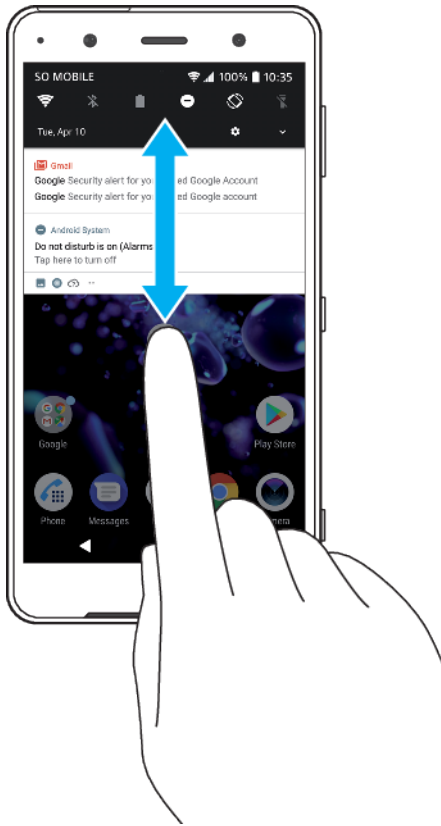 SO MOBILE 100% 10:35
Tue, Apr 10
Gmail
Google Security alert for yo ed Google Account
Google Security alert for yo ed Google account
Android System
Do not disturb is on (Alarms
Tap here to turn off
Google
Play Store
Phone
Messages
mera